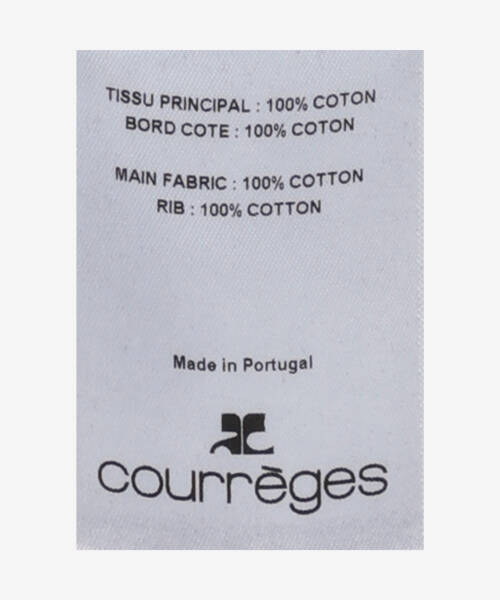 TISSU PRINCIPAL : 100% COTON
BORD COTE : 100% COTON
MAIN FABRIC : 100% COTTON
RIB : 100% COTTON
Made in Portugal
courrèges